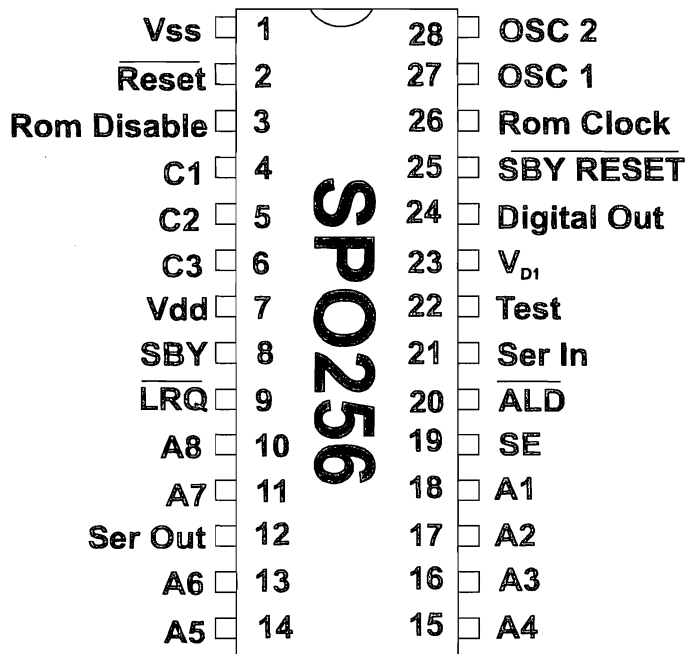 Vss 1 28 OSC 2
Reset 2 27 OSC 1
Rom Disable 3 26 Rom Clock
C1 4 25 SBY RESET
C2 5 24 Digital Out
C3 6 23 VD1
Vdd 7 22 Test
SBY 8 21 Ser In
LRQ 9 20 ALD
A8 10 19 SE
A7 11 18 A1
Ser Out 12 17 A2
A6 13 16 A3
A5 14 15 A4
SPO256